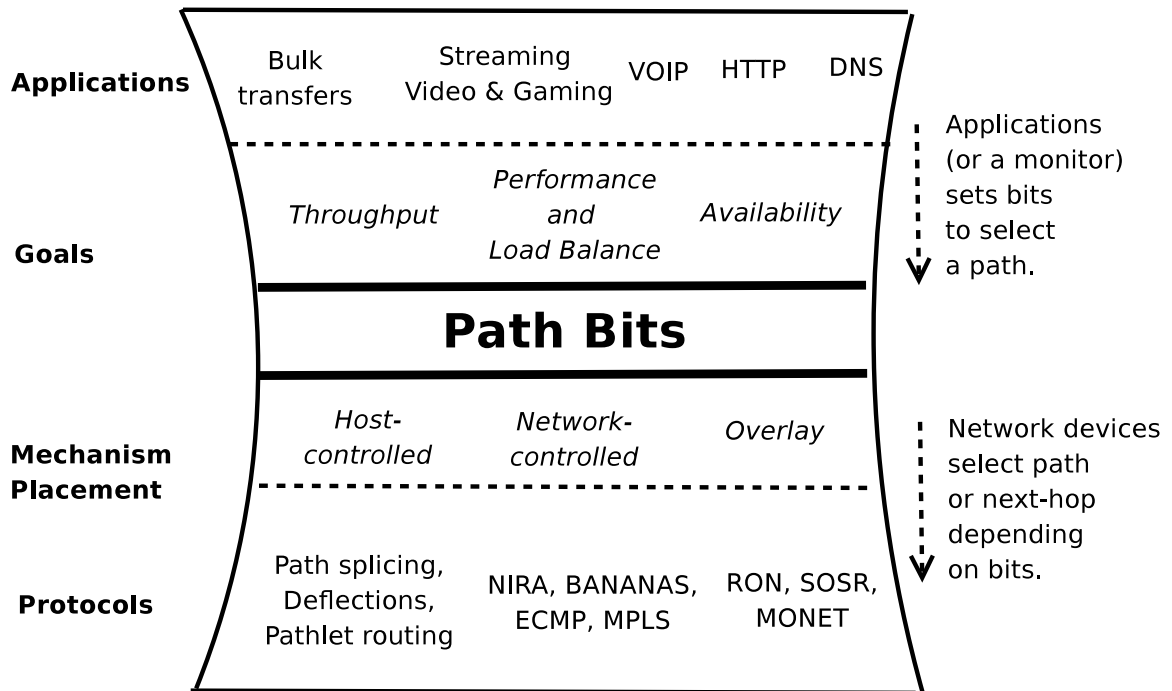 Applications
Bulk
transfers
Streaming
Video & Gaming
VOIP
HTTP
DNS
Applications
(or a monitor)
sets bits
to select
a path.
Goals
Throughput
Performance
and
Load Balance
Availability
Path Bits
Mechanism
Placement
Host-
controlled
Network-
controlled
Overlay
Network devices
select path
or next-hop
depending
on bits.
Protocols
Path splicing,
Deflections,
Pathlet routing
NIRA, BANANAS,
ECMP, MPLS
RON, SOSR,
MONET